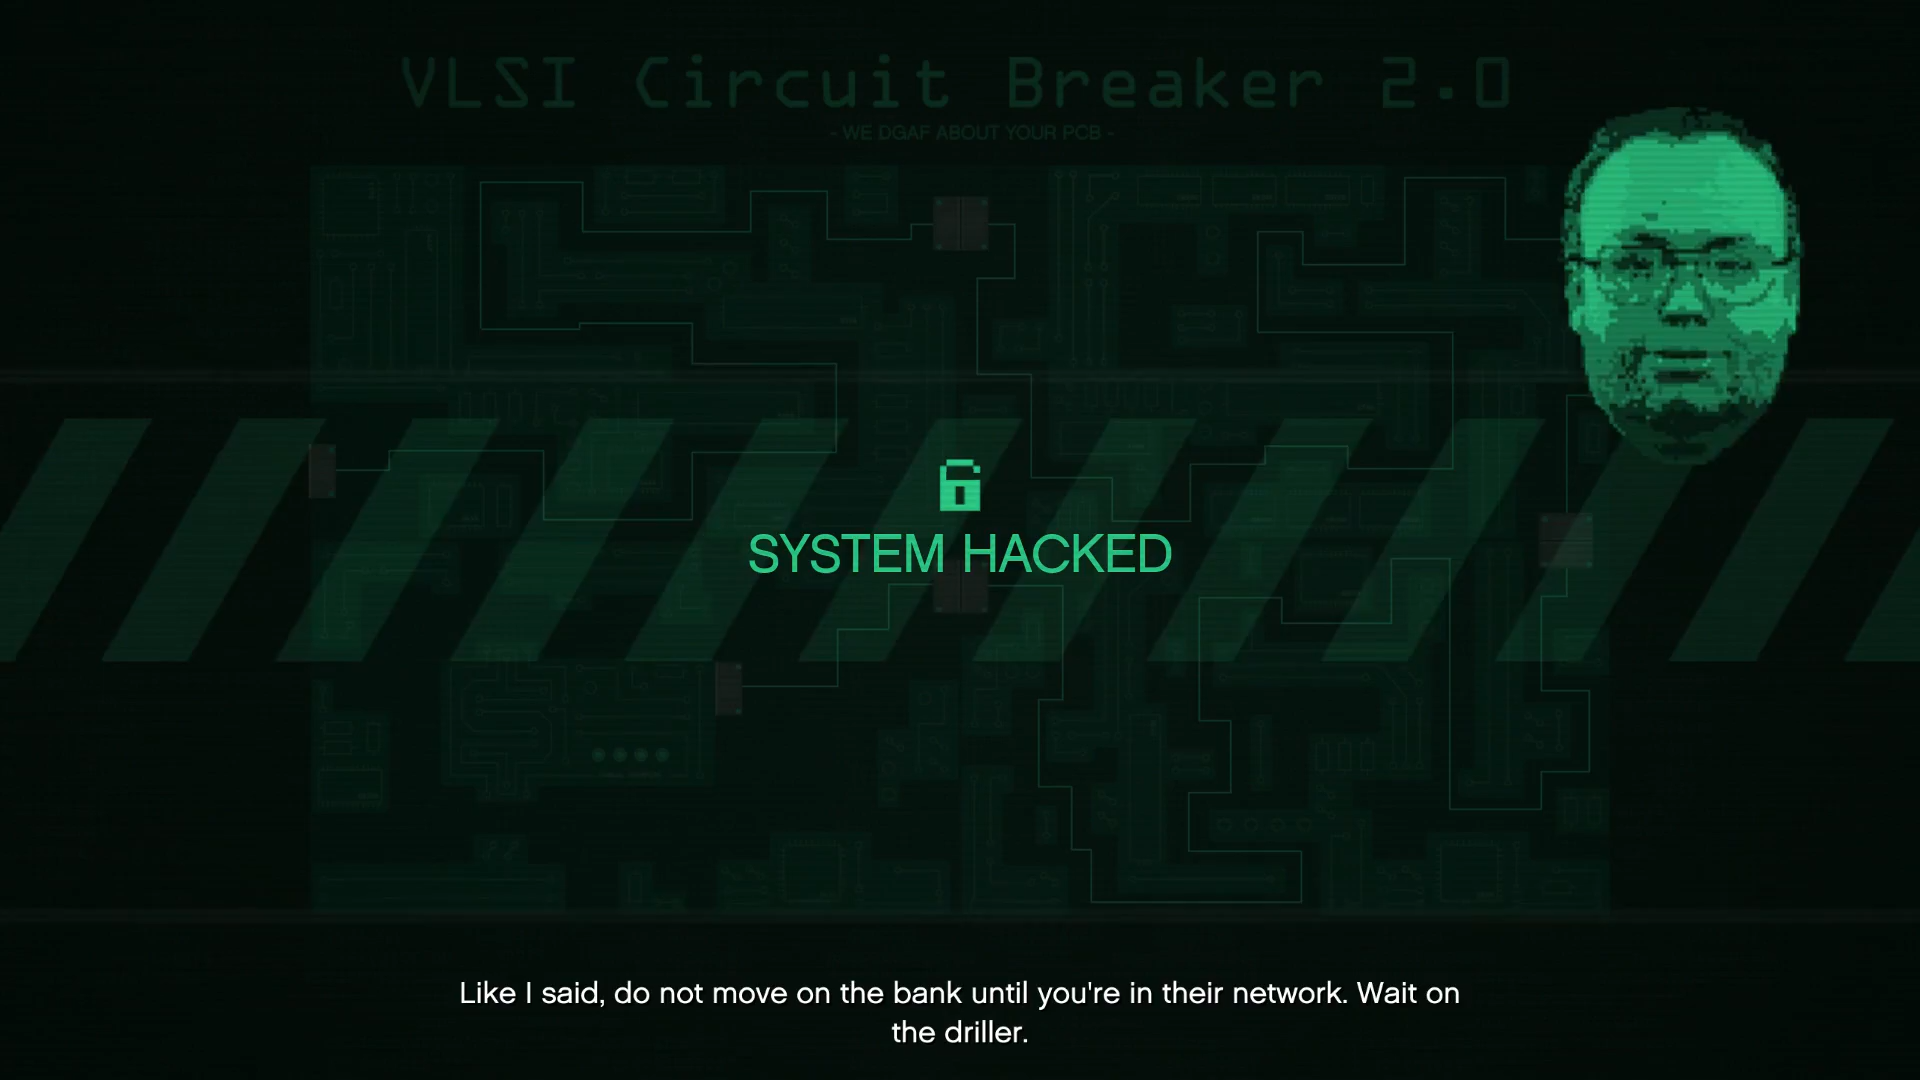 VLSI Circuit Breaker 2.0
- WE DGAF ABOUT YOUR PCB -
SYSTEM HACKED
Like I said, do not move on the bank until you're in their network. Wait on
the driller.